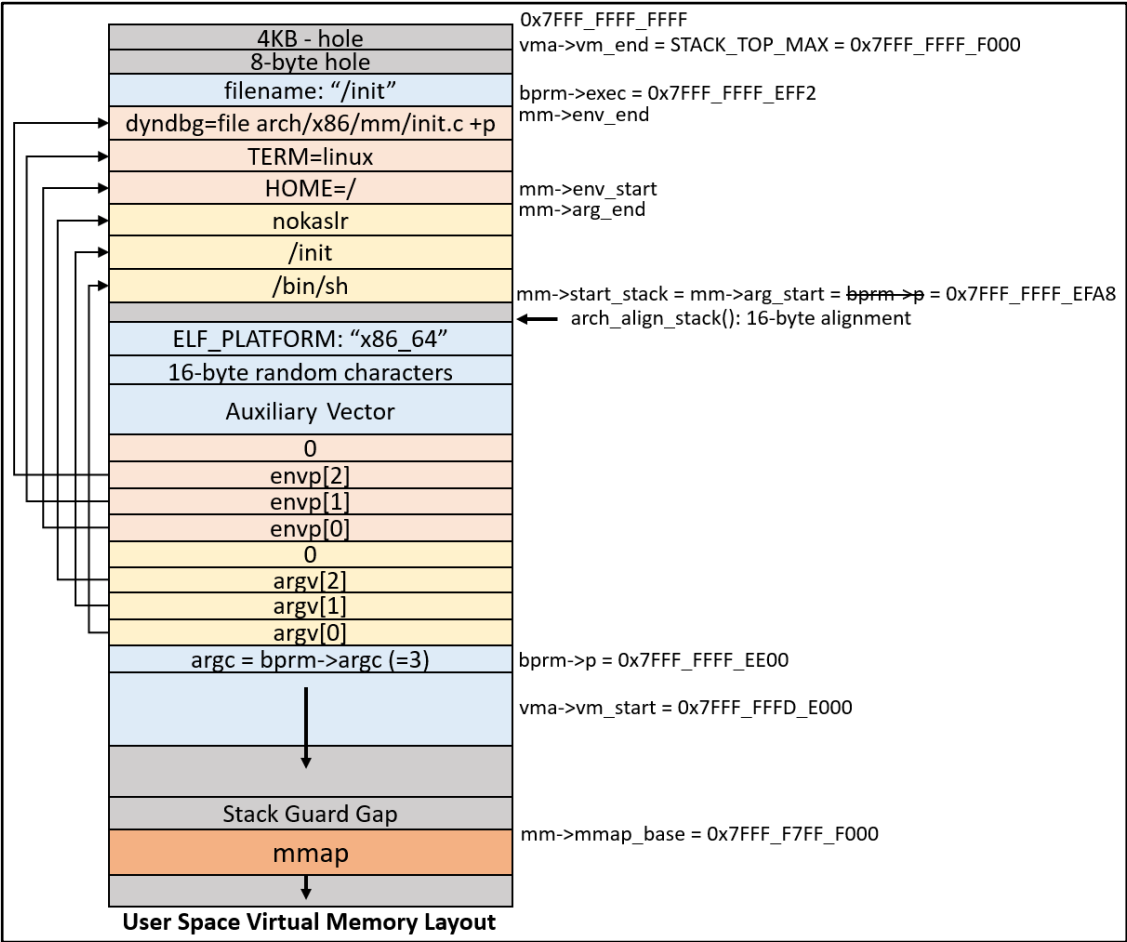 0x7FFF_FFFF_FFFF
4KB - hole
vma->vm_end = STACK_TOP_MAX = 0x7FFF_FFFF_F000
8-byte hole
filename: “/init”
bprm->exec = 0x7FFF_FFFF_EFF2
mm->env_end
dyndbg=file arch/x86/mm/init.c +p
TERM=linux
HOME=/
mm->env_start
mm->arg_end
nokaslr
/init
/bin/sh
mm->start_stack = mm->arg_start = bprm->p = 0x7FFF_FFFF_EFA8
arch_align_stack(): 16-byte alignment
ELF_PLATFORM: “x86_64”
16-byte random characters
Auxiliary Vector
0
envp[2]
envp[1]
envp[0]
0
argv[2]
argv[1]
argv[0]
argc = bprm->argc (=3)
bprm->p = 0x7FFF_FFFF_EE00
vma->vm_start = 0x7FFF_FFFD_E000
Stack Guard Gap
mm->mmap_base = 0x7FFF_F7FF_F000
mmap
User Space Virtual Memory Layout